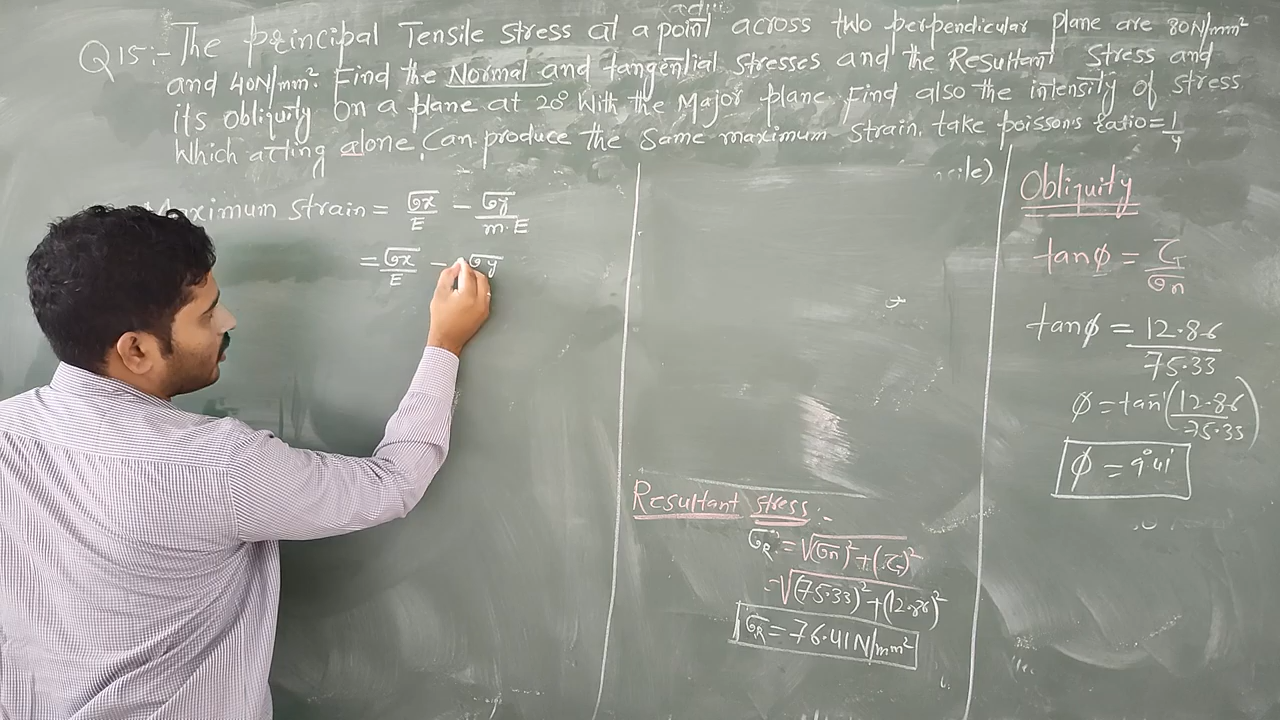 Q15:- The principal Tensile stress at a point across two perpendicular plane are 80N/mm²
and 40N/mm². Find the Normal and tangential stresses and the Resultant stress and
its obliquity on a plane at 20° with the Major plane. Find also the intensity of stress
which acting alone can produce the same maximum strain. take poisson's ratio = 1/4
Maximum strain = σx/E - σy/m.E
= σx/E - σy
Resultant stress:-
σR = √(σn)² + (τ)²
= √(75.33)² + (12.86)²
σR = 76.41 N/mm²
Obliquity
tanφ = τ/σn
tanφ = 12.86/75.33
φ = tan⁻¹(12.86/75.33)
φ = 9°41'